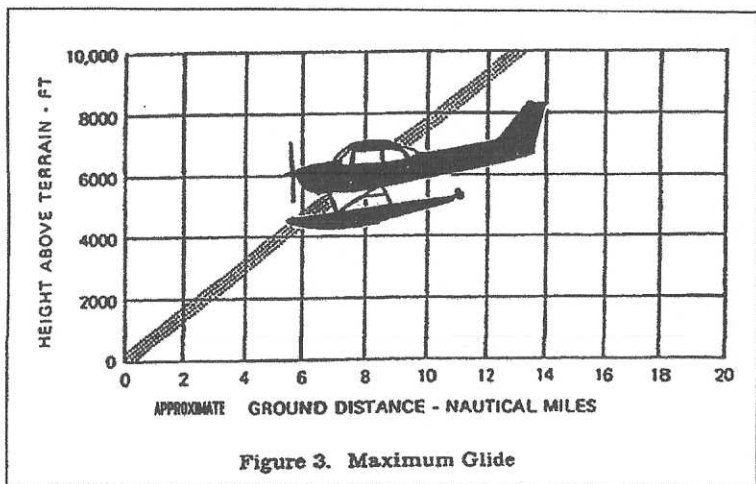 10,000
8000
6000
4000
2000
0
HEIGHT ABOVE TERRAIN - FT
0 2 4 6 8 10 12 14 16 18 20
APPROXIMATE GROUND DISTANCE - NAUTICAL MILES
Figure 3. Maximum Glide